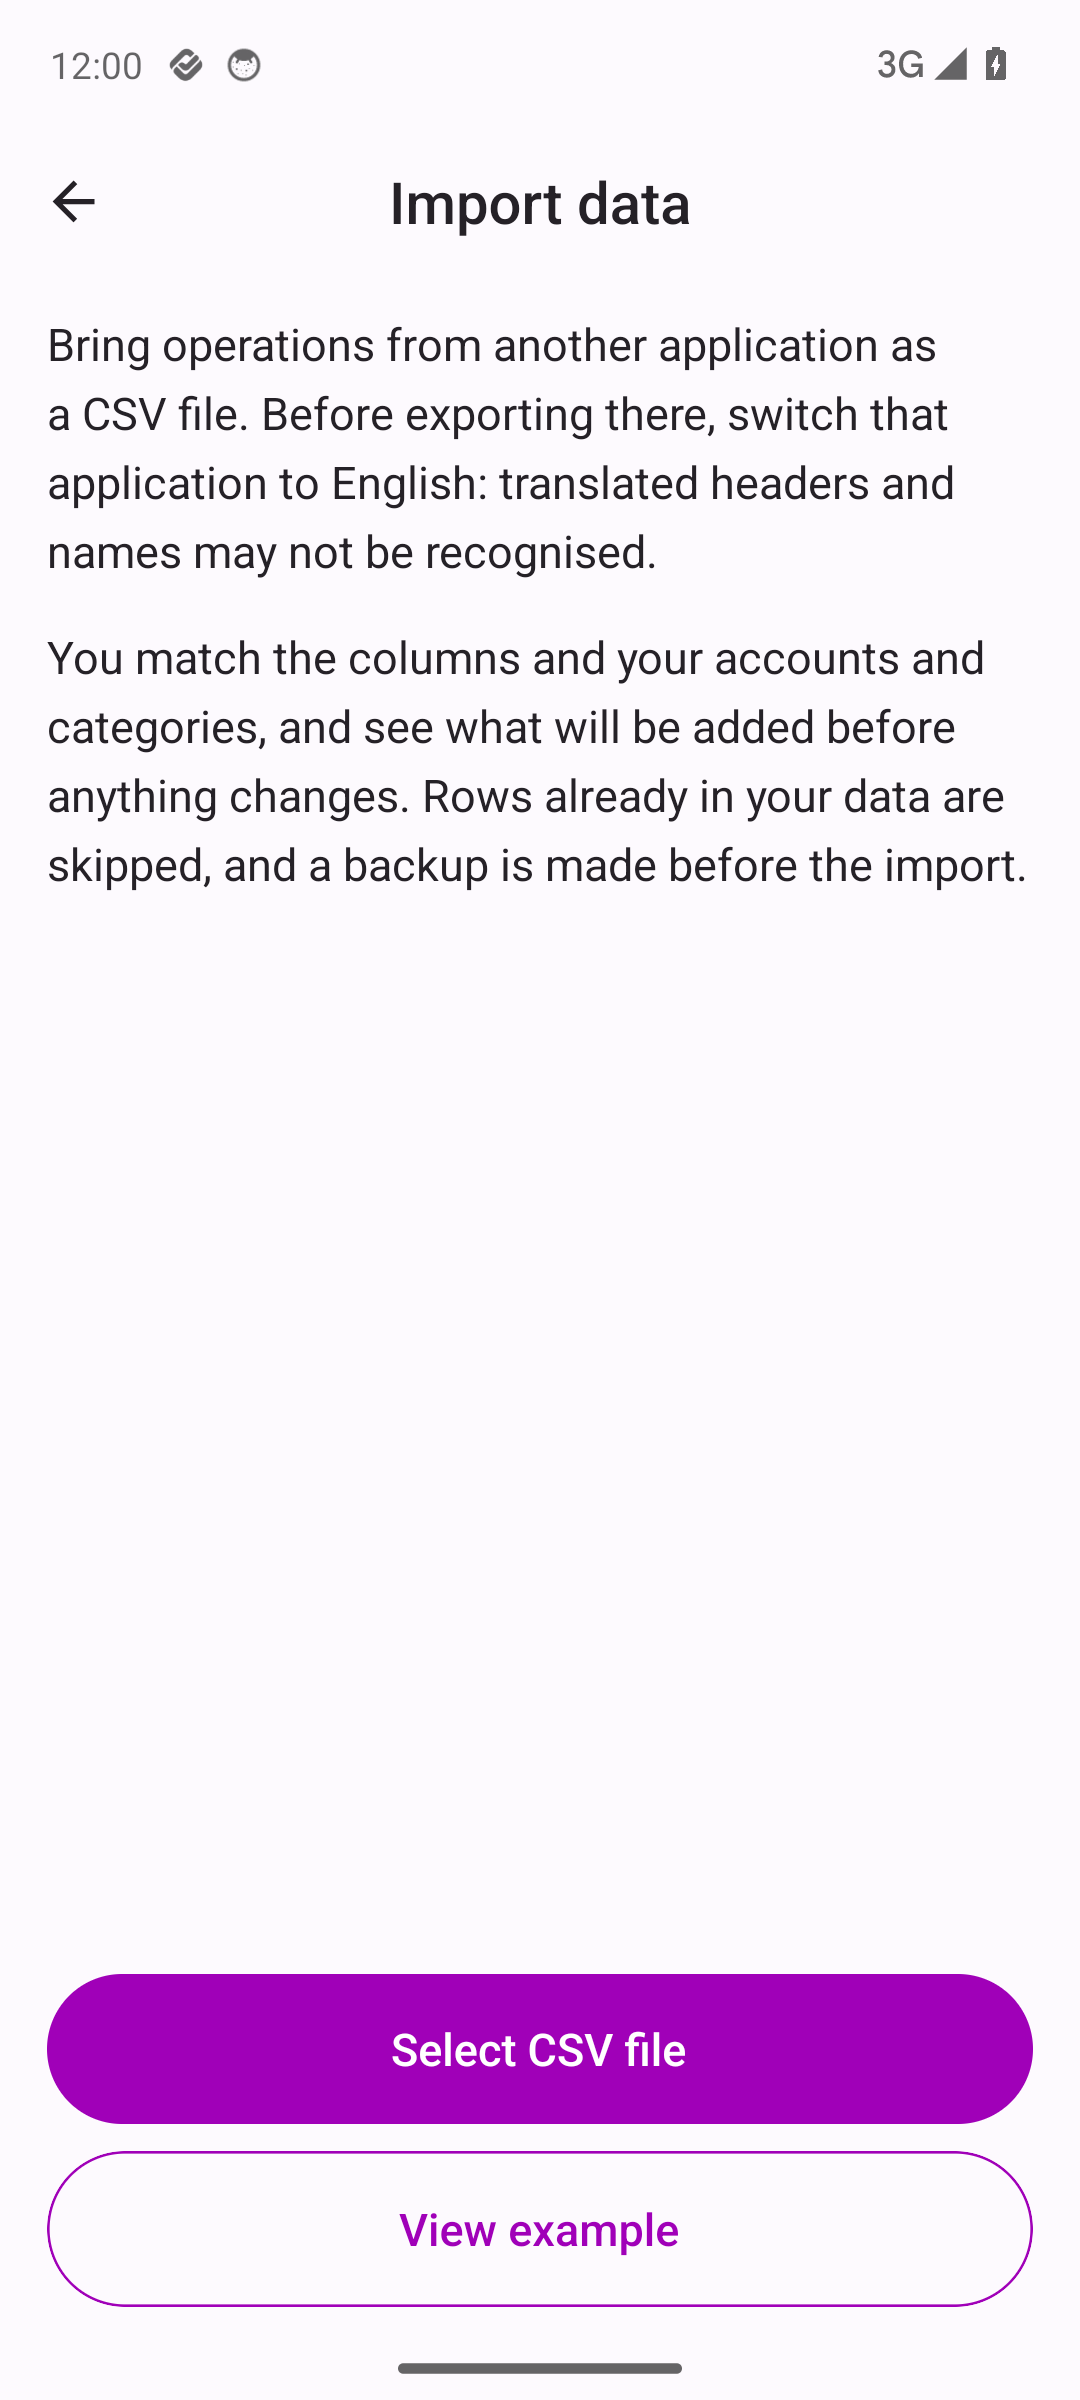 12:00
3G
Import data
Bring operations from another application as
a CSV file. Before exporting there, switch that
application to English: translated headers and
names may not be recognised.
You match the columns and your accounts and
categories, and see what will be added before
anything changes. Rows already in your data are
skipped, and a backup is made before the import.
Select CSV file
View example